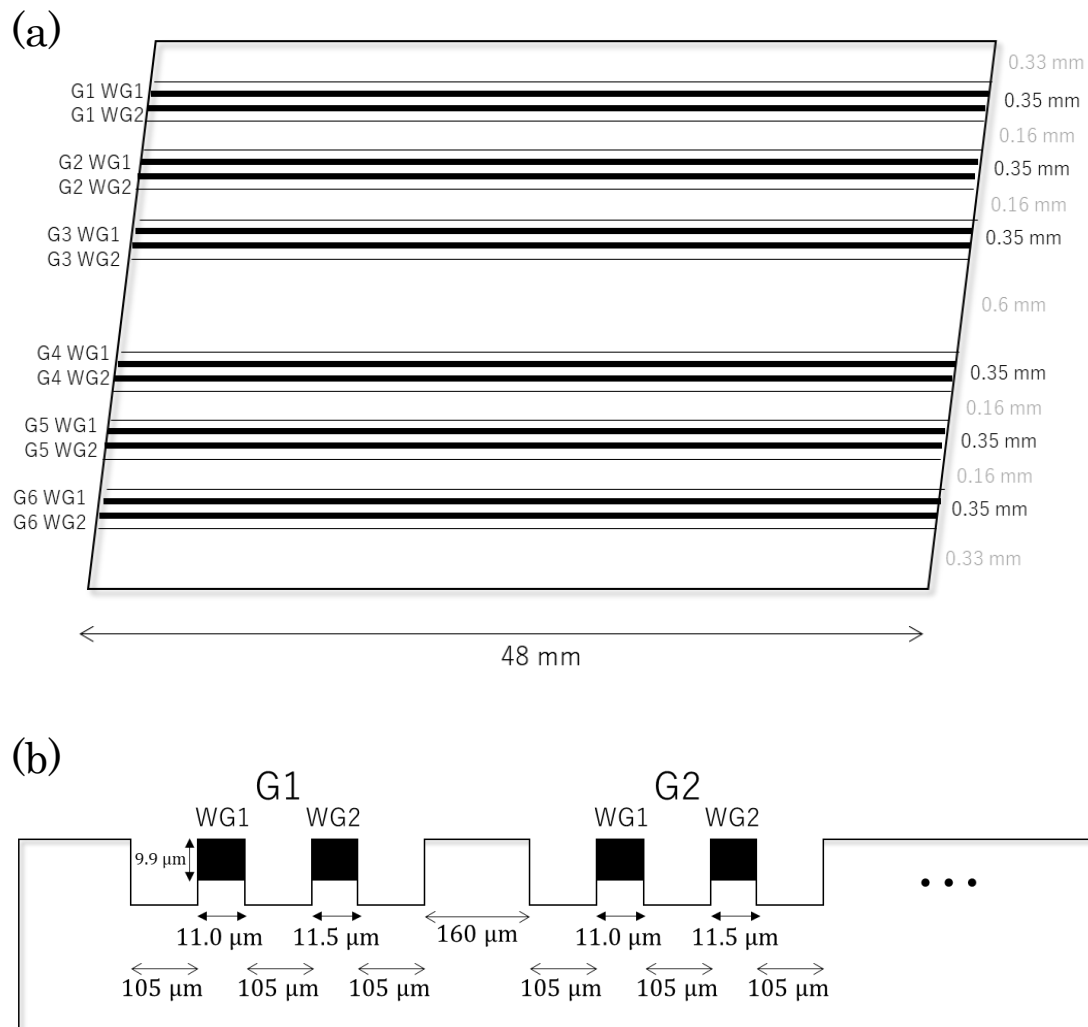 (a)
0.33 mm
G1 WG1
0.35 mm
G1 WG2
0.16 mm
G2 WG1
0.35 mm
G2 WG2
0.16 mm
G3 WG1
0.35 mm
G3 WG2
0.6 mm
G4 WG1
0.35 mm
G4 WG2
0.16 mm
G5 WG1
0.35 mm
G5 WG2
0.16 mm
G6 WG1
0.35 mm
G6 WG2
0.33 mm
48 mm
(b)
G1 G2
WG1 WG2 WG1 WG2
9.9 μm
• • •
11.0 μm 11.5 μm 160 μm 11.0 μm 11.5 μm
105 μm 105 μm 105 μm 105 μm 105 μm 105 μm